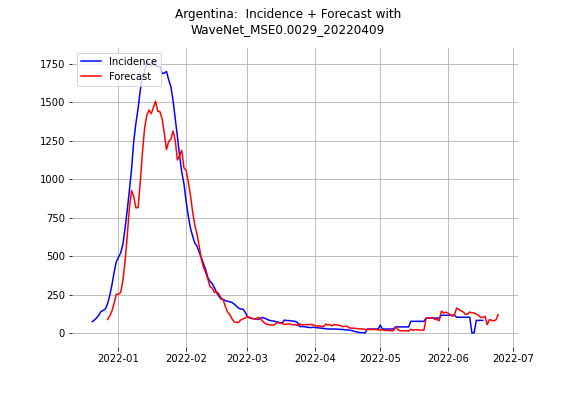 Argentina:  Incidence + Forecast with
WaveNet_MSE0.0029_20220409
Incidence
Forecast
1750
1500
1250
1000
750
500
250
0
2022-01 2022-02 2022-03 2022-04 2022-05 2022-06 2022-07